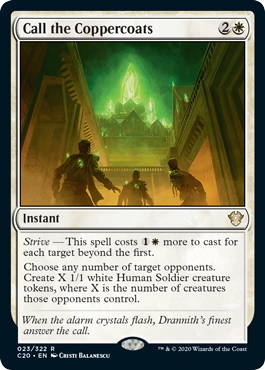 Call the Coppercoats 2
Instant
Strive — This spell costs 1 more to cast for
each target beyond the first.
Choose any number of target opponents.
Create X 1/1 white Human Soldier creature
tokens, where X is the number of creatures
those opponents control.
When the alarm crystals flash, Drannith's finest
answer the call.
023/322 R
C20 • EN Cristi Balanescu
™ & © 2020 Wizards of the Coast